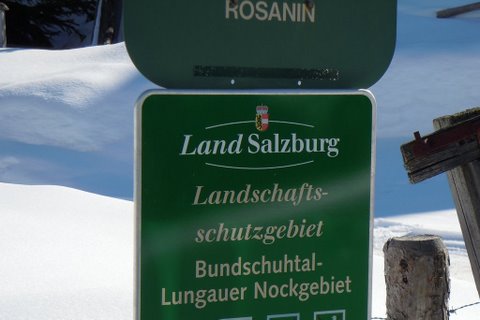 ROSANIN
Land Salzburg
Landschafts-
schutzgebiet
Bundschuhtal-
Lungauer Nockgebiet